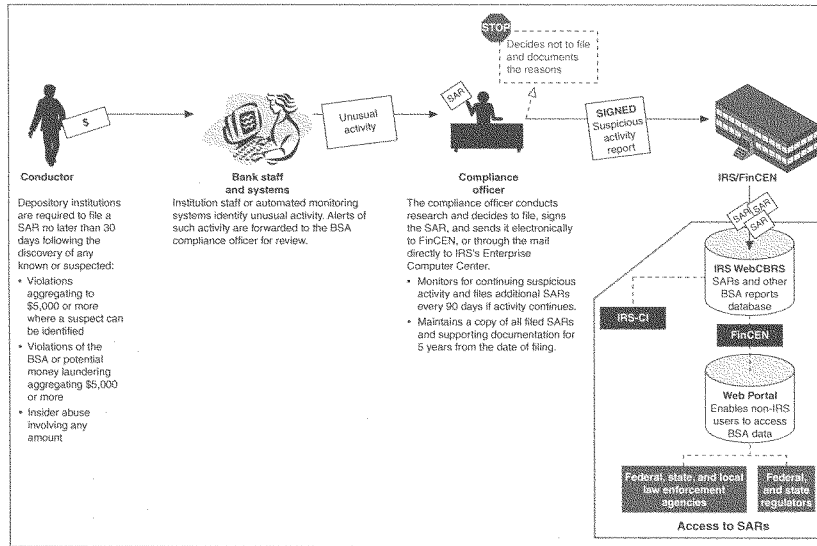 STOP
Decides not to file
and documents
the reasons
$
Unusual
activity
SAR
SIGNED
Suspicious
activity
report
Conductor
Depository institutions
are required to file a
SAR no later than 30
days following the
discovery of any
known or suspected:
• Violations
aggregating to
$5,000 or more
where a suspect can
be identified
• Violations of the
BSA or potential
money laundering
aggregating $5,000
or more
• Insider abuse
involving any
amount
Bank staff
and systems
Institution staff or automated monitoring
systems identify unusual activity. Alerts of
such activity are forwarded to the BSA
compliance officer for review.
Compliance
officer
The compliance officer conducts
research and decides to file, signs
the SAR, and sends it electronically
to FinCEN, or through the mail
directly to IRS's Enterprise
Computer Center.
• Monitors for continuing suspicious
activity and files additional SARs
every 90 days if activity continues.
• Maintains a copy of all filed SARs
and supporting documentation for
5 years from the date of filing.
IRS/FinCEN
SAR
SAR
SAR
IRS WebCBRS
SARs and other
BSA reports
database
IRS-CI
FinCEN
Web Portal
Enables non-IRS
users to access
BSA data
Federal, state, and local
law enforcement
agencies
Federal,
and state
regulators
Access to SARs